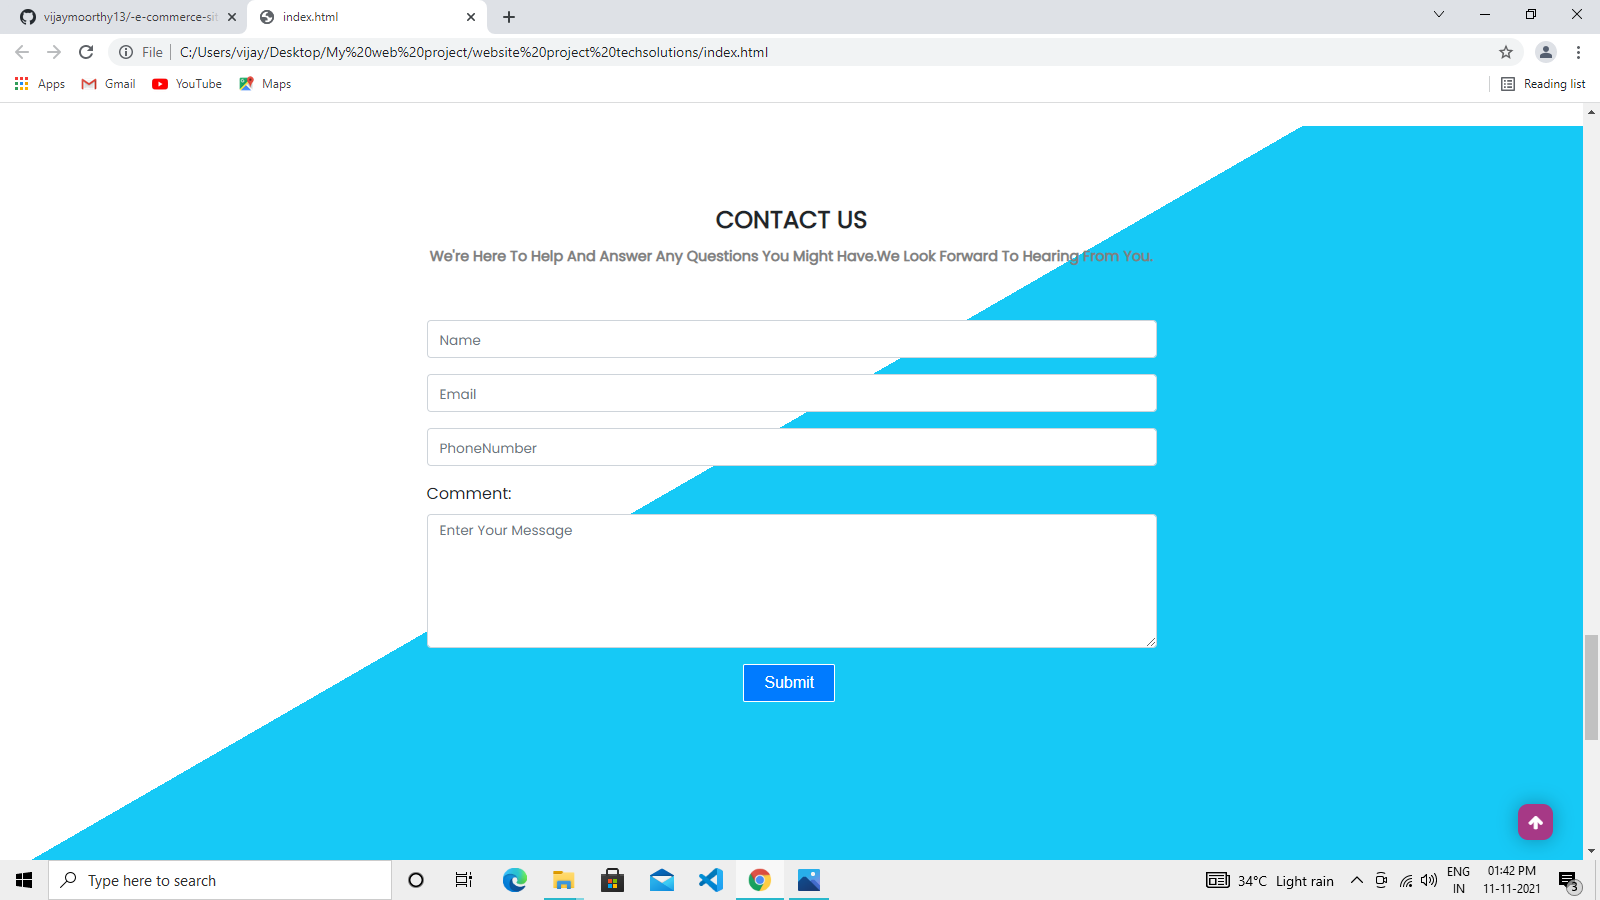 vijaymoorthy13/-e-commerce-sit
index.html
File
C:/Users/vijay/Desktop/My%20web%20project/website%20project%20techsolutions/index.html
Apps
Gmail
YouTube
Maps
Reading list
CONTACT US
We're Here To Help And Answer Any Questions You Might Have.We Look Forward To Hearing From You.
Name
Email
PhoneNumber
Comment:
Enter Your Message
Submit
Type here to search
34°C Light rain
ENG
IN
01:42 PM
11-11-2021
3